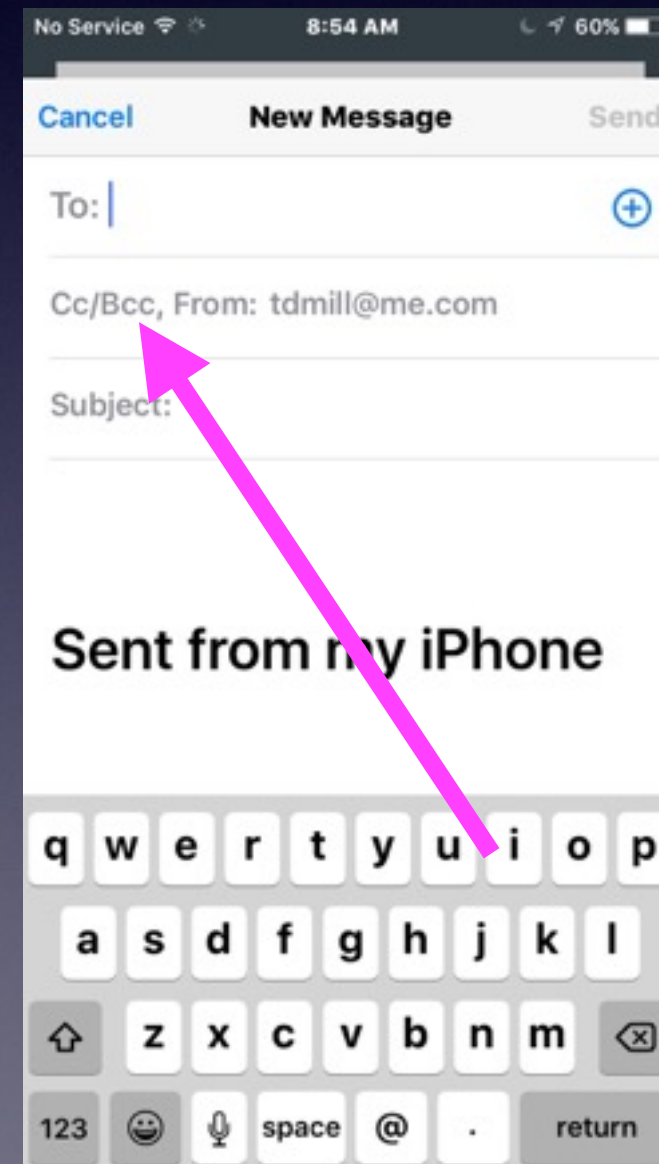 No Service 8:54 AM 60%
Cancel New Message Send
To:
Cc/Bcc, From: tdmill@me.com
Subject:
Sent from my iPhone
q w e r t y u i o p
a s d f g h j k l
z x c v b n m
123 space @ . return